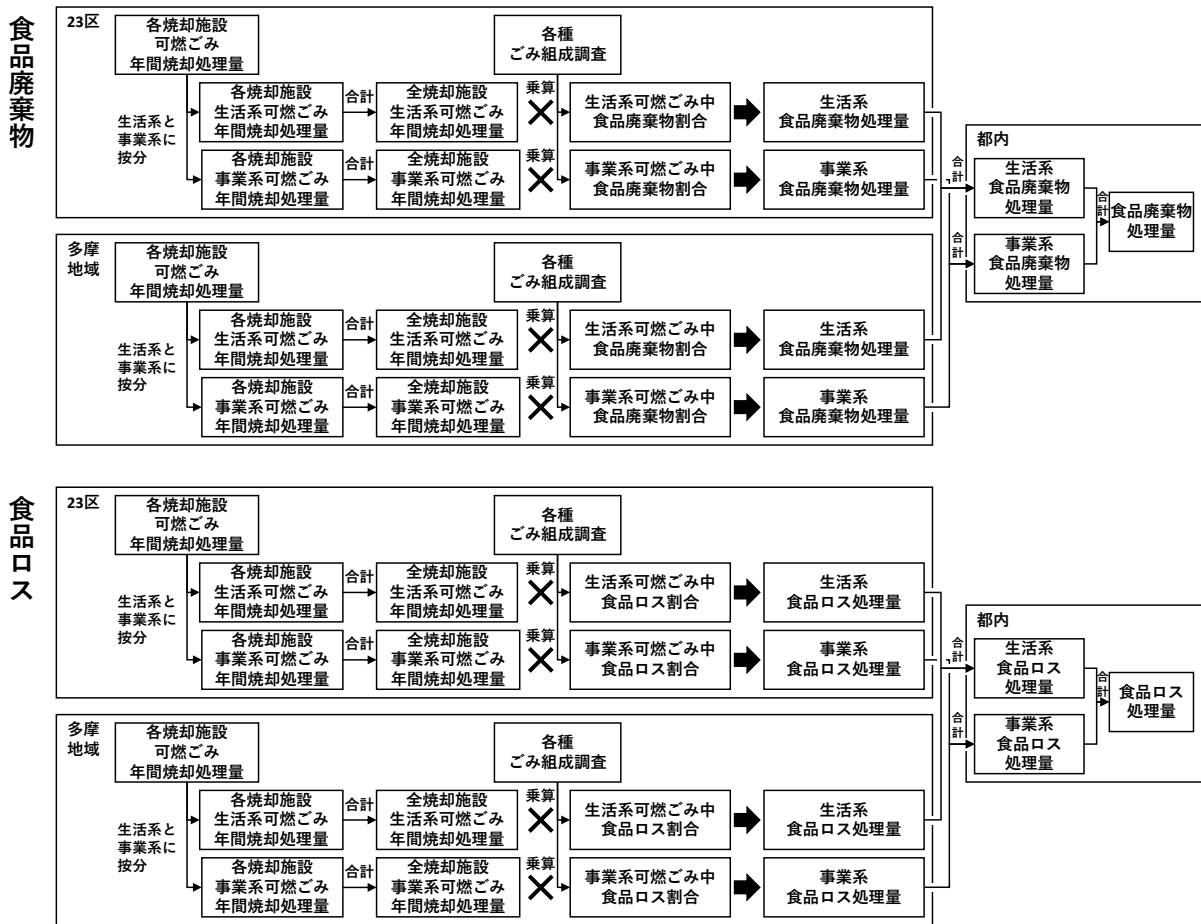 食品廃棄物
23区
各焼却施設
可燃ごみ
年間焼却処理量
各種
ごみ組成調査
生活系と
事業系に
按分
各焼却施設
生活系可燃ごみ
年間焼却処理量
合計
全焼却施設
生活系可燃ごみ
年間焼却処理量
乗算
生活系可燃ごみ中
食品廃棄物割合
生活系
食品廃棄物処理量
各焼却施設
事業系可燃ごみ
年間焼却処理量
合計
全焼却施設
事業系可燃ごみ
年間焼却処理量
乗算
事業系可燃ごみ中
食品廃棄物割合
事業系
食品廃棄物処理量
多摩
地域
各焼却施設
可燃ごみ
年間焼却処理量
各種
ごみ組成調査
生活系と
事業系に
按分
各焼却施設
生活系可燃ごみ
年間焼却処理量
合計
全焼却施設
生活系可燃ごみ
年間焼却処理量
乗算
生活系可燃ごみ中
食品廃棄物割合
生活系
食品廃棄物処理量
各焼却施設
事業系可燃ごみ
年間焼却処理量
合計
全焼却施設
事業系可燃ごみ
年間焼却処理量
乗算
事業系可燃ごみ中
食品廃棄物割合
事業系
食品廃棄物処理量
都内
合計
生活系
食品廃棄物
処理量
合計
事業系
食品廃棄物
処理量
合計
食品廃棄物
処理量
食品ロス
23区
各焼却施設
可燃ごみ
年間焼却処理量
各種
ごみ組成調査
生活系と
事業系に
按分
各焼却施設
生活系可燃ごみ
年間焼却処理量
合計
全焼却施設
生活系可燃ごみ
年間焼却処理量
乗算
生活系可燃ごみ中
食品ロス割合
生活系
食品ロス処理量
各焼却施設
事業系可燃ごみ
年間焼却処理量
合計
全焼却施設
事業系可燃ごみ
年間焼却処理量
乗算
事業系可燃ごみ中
食品ロス割合
事業系
食品ロス処理量
多摩
地域
各焼却施設
可燃ごみ
年間焼却処理量
各種
ごみ組成調査
生活系と
事業系に
按分
各焼却施設
生活系可燃ごみ
年間焼却処理量
合計
全焼却施設
生活系可燃ごみ
年間焼却処理量
乗算
生活系可燃ごみ中
食品ロス割合
生活系
食品ロス処理量
各焼却施設
事業系可燃ごみ
年間焼却処理量
合計
全焼却施設
事業系可燃ごみ
年間焼却処理量
乗算
事業系可燃ごみ中
食品ロス割合
事業系
食品ロス処理量
都内
合計
生活系
食品ロス
処理量
合計
事業系
食品ロス
処理量
合計
食品ロス
処理量